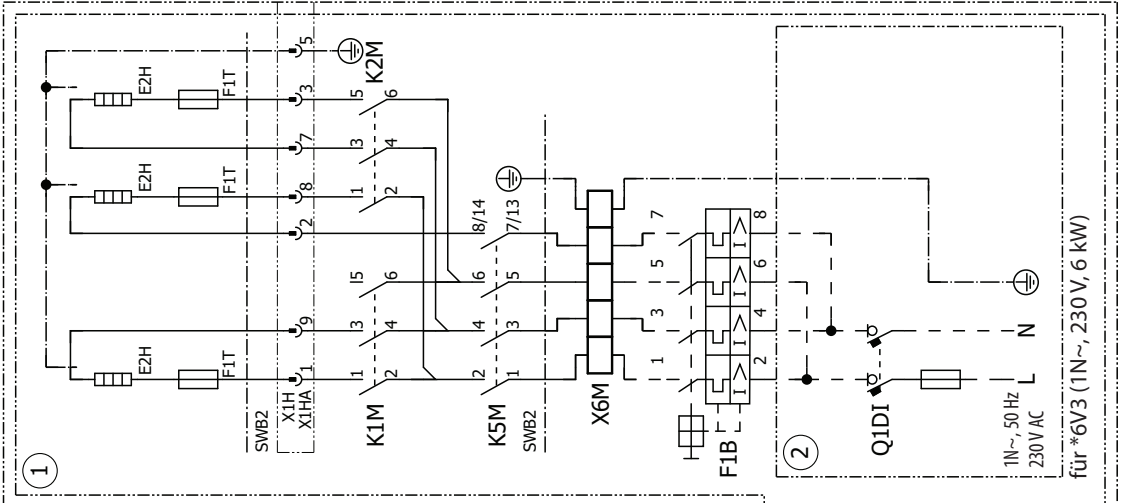 1
E2H
F1T
E2H
F1T
E2H
F1T
SWB2
X1H
X1HA
1 9 2 8 7 3 5
K2M
1 3 5
2 4 6
K1M
1 3 5
2 4 6
K5M
2 4 6 8/14
1 3 5 7/13
SWB2
X6M
1 3 5 7
F1B
I> I> I> I>
2 4 6 8
2
Q1DI
1N~, 50 Hz
230 V AC
L N
für *6V3 (1N~, 230 V, 6 kW)